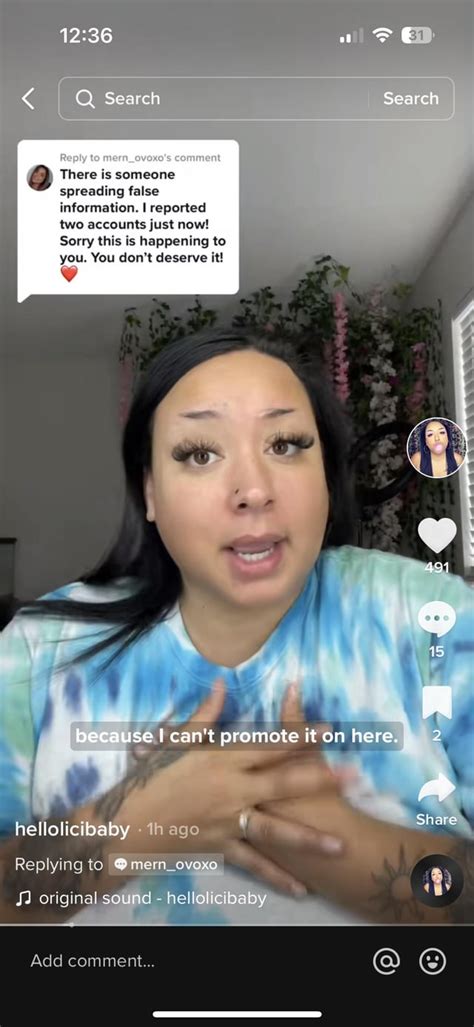 12:36
31
Search
Search
Reply to mern_ovoxo's comment
There is someone
spreading false
information. I reported
two accounts just now!
Sorry this is happening to
you. You don't deserve it!
❤️
491
15
because I can't promote it on here.
2
Share
hellolicibaby · 1h ago
Replying to mern_ovoxo
original sound - hellolicibaby
Add comment...
@